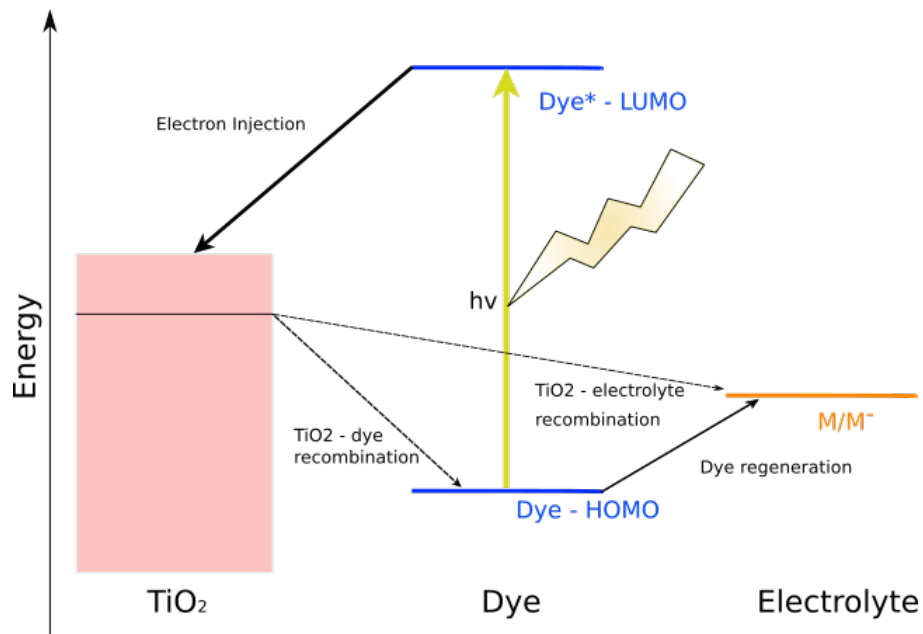 Dye* - LUMO
Electron Injection
hv
Energy
TiO2 - electrolyte
recombination
M/M⁻
TiO2 - dye
recombination
Dye regeneration
Dye - HOMO
TiO₂
Dye
Electrolyte